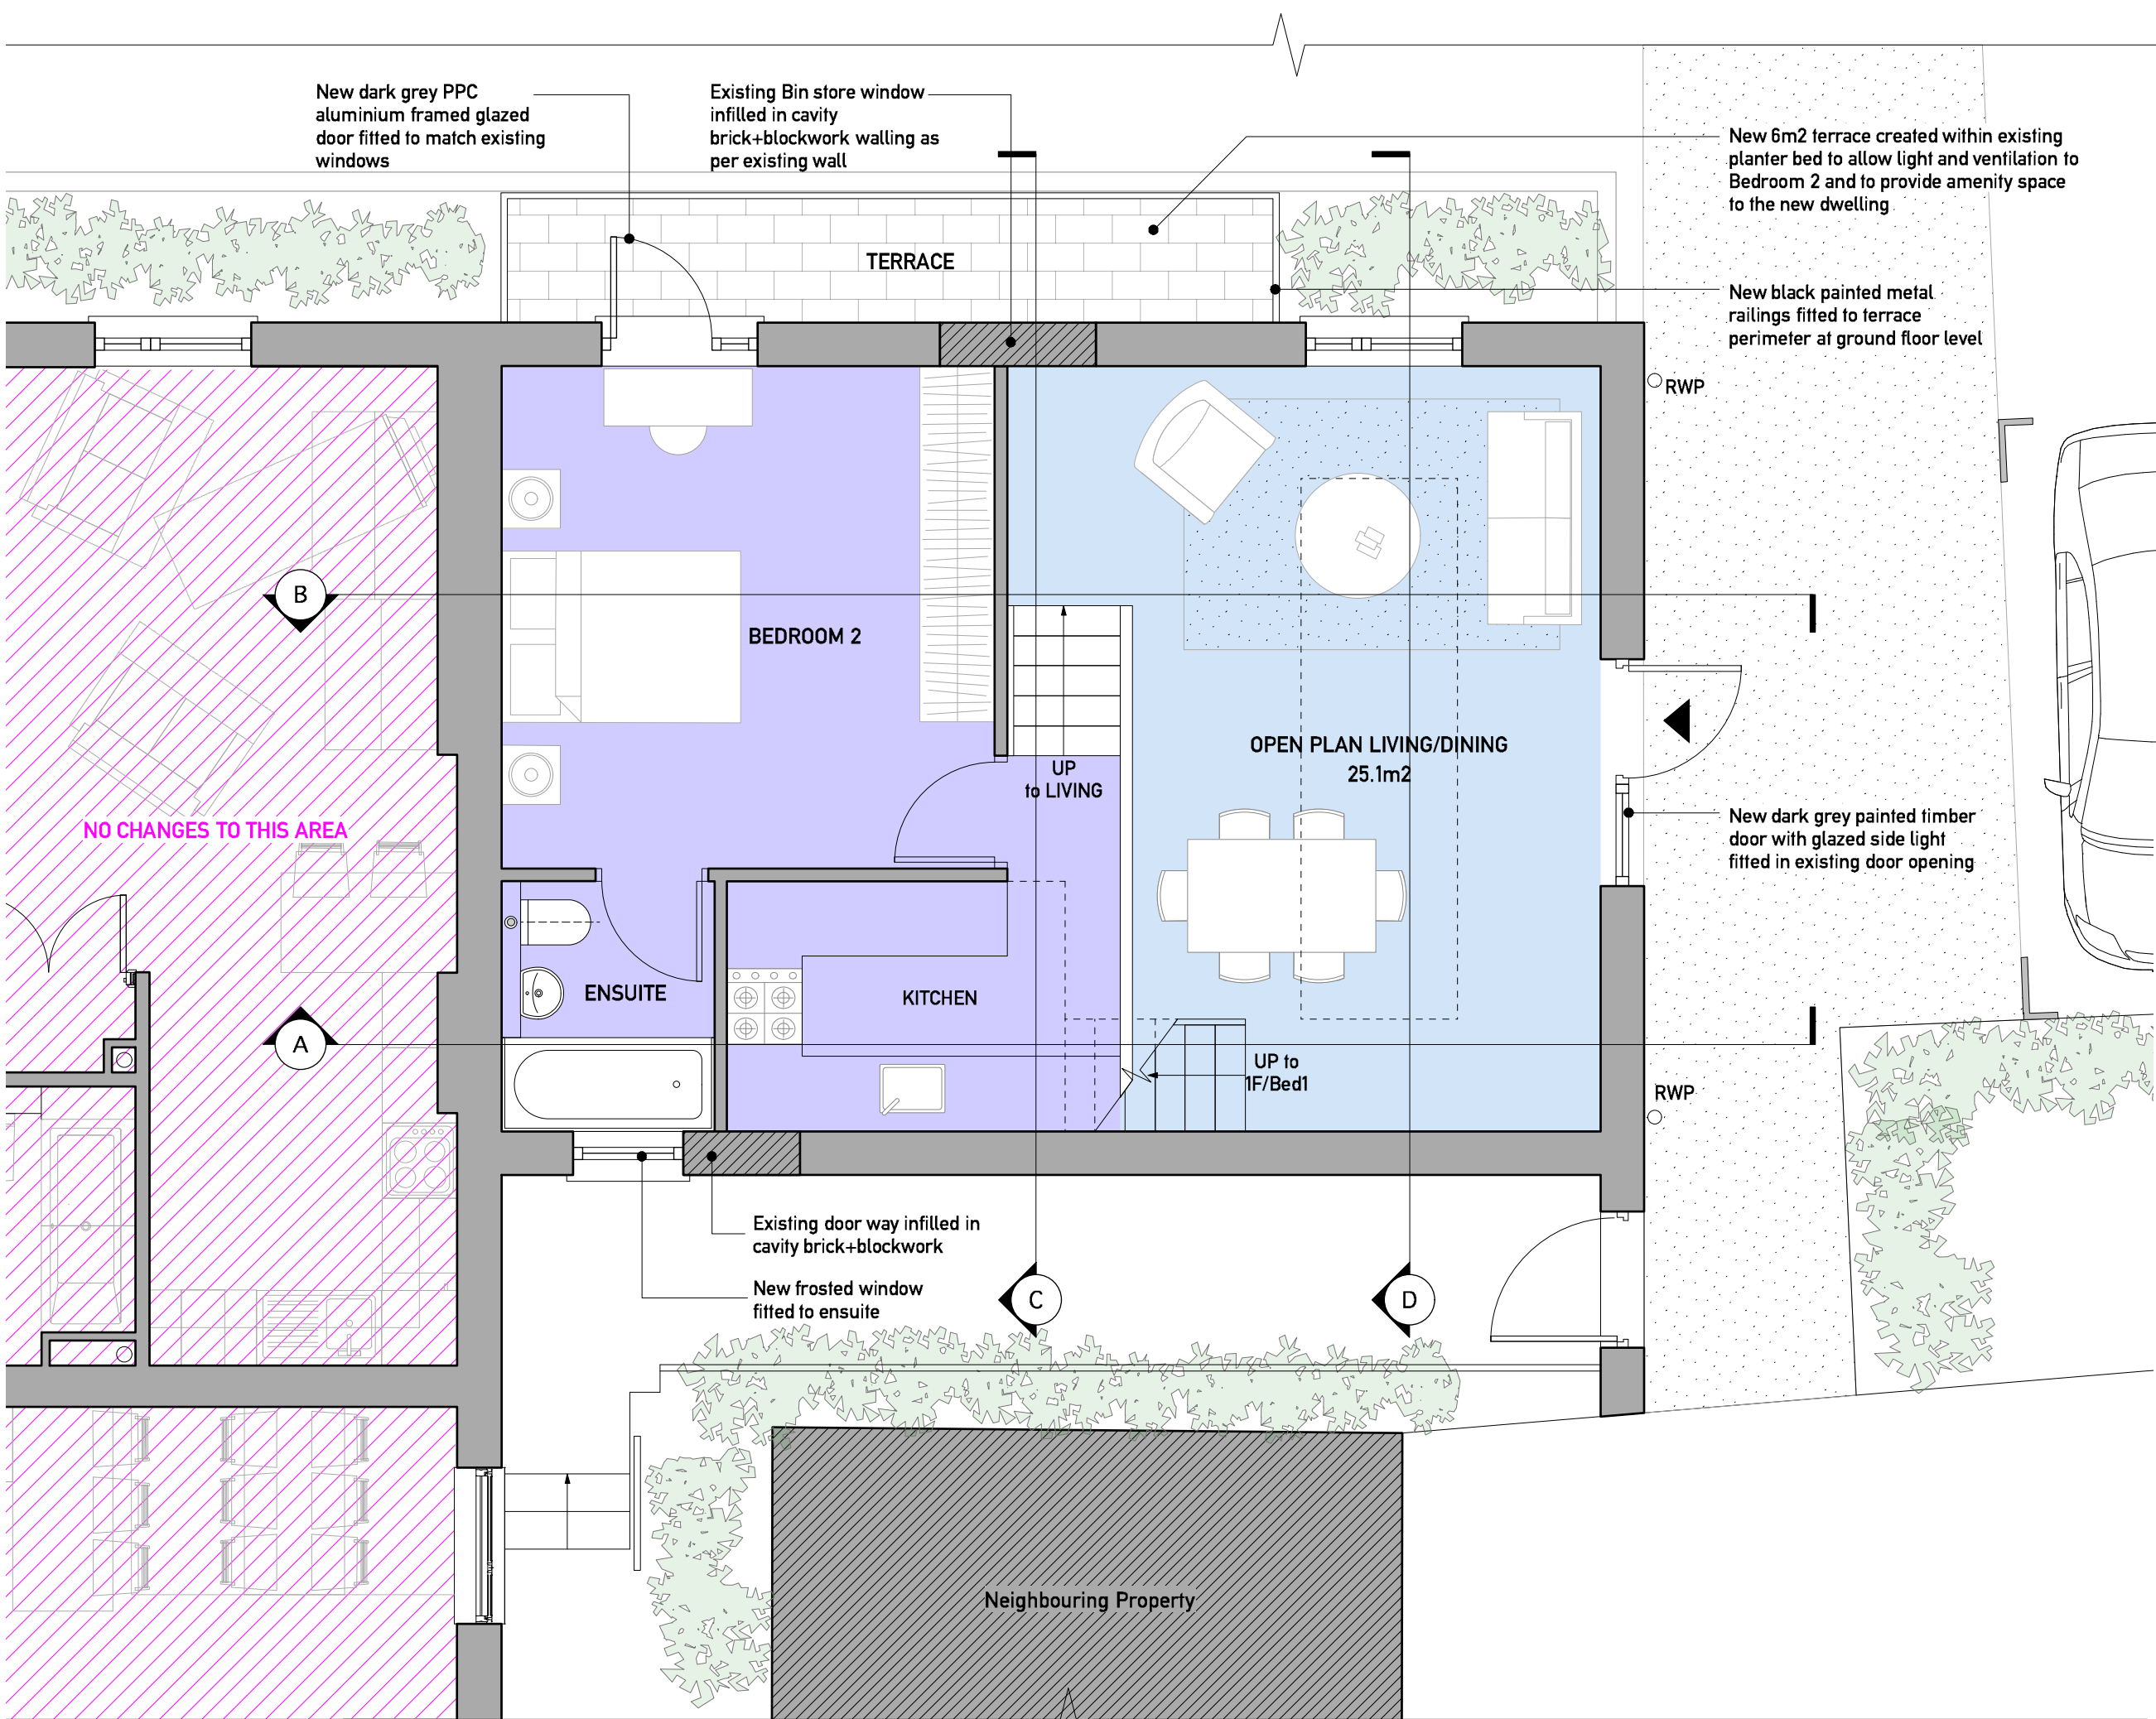 New dark grey PPC
aluminium framed glazed
door fitted to match existing
windows
Existing Bin store window
infilled in cavity
brick+blockwork walling as
per existing wall
New 6m2 terrace created within existing
planter bed to allow light and ventilation to
Bedroom 2 and to provide amenity space
to the new dwelling
TERRACE
New black painted metal
railings fitted to terrace
perimeter at ground floor level
RWP
B
BEDROOM 2
OPEN PLAN LIVING/DINING
25.1m2
UP
to LIVING
NO CHANGES TO THIS AREA
New dark grey painted timber
door with glazed side light
fitted in existing door opening
ENSUITE
KITCHEN
A
UP to
1F/Bed1
RWP
Existing door way infilled in
cavity brick+blockwork
New frosted window
fitted to ensuite
C
D
Neighbouring Property